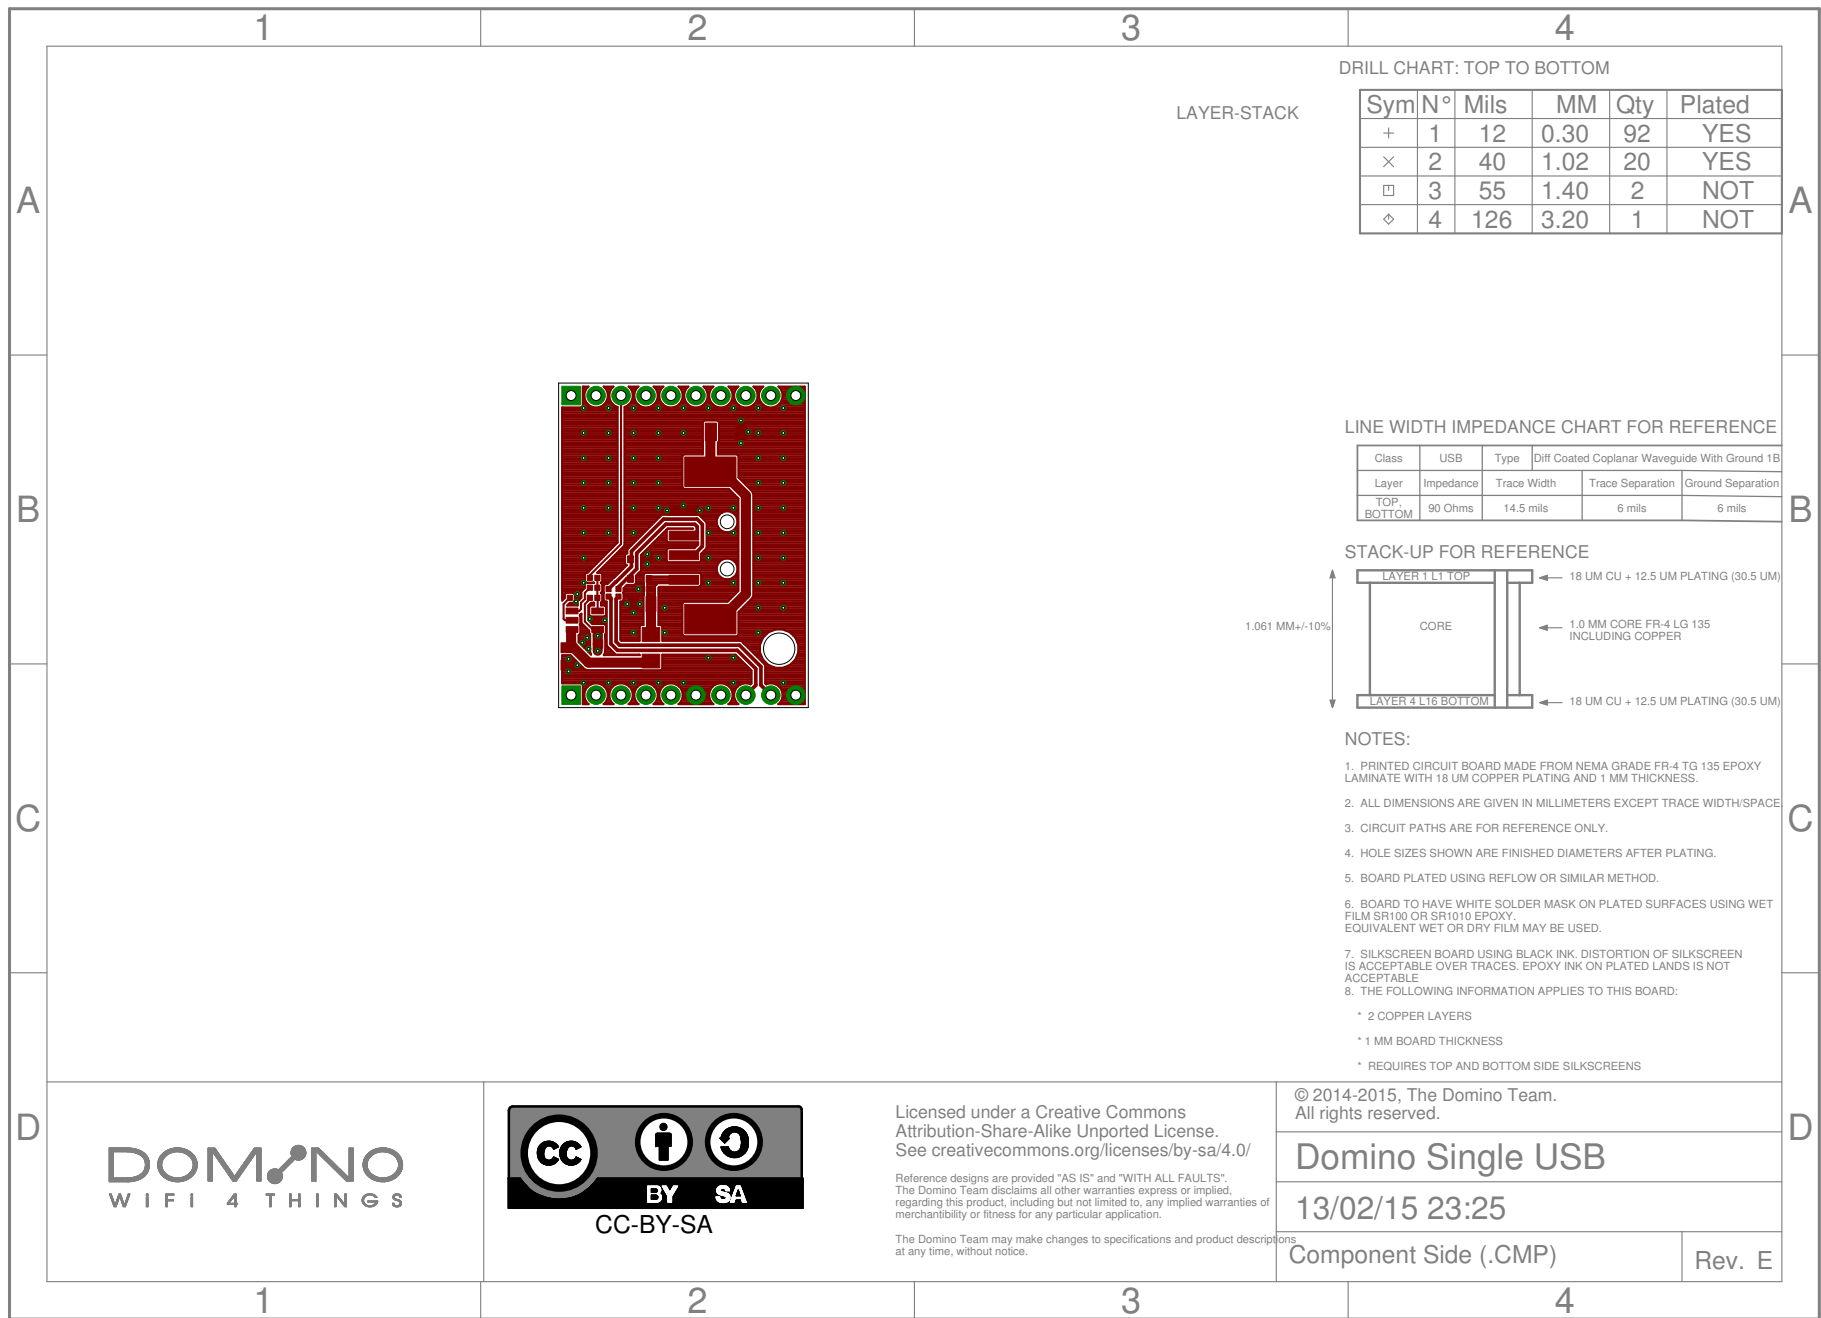 1 2 3 4
A
A
B
B
C
C
D
D
DRILL CHART: TOP TO BOTTOM
LAYER-STACK
Sym N° Mils MM Qty Plated
+ 1 12 0.30 92 YES
× 2 40 1.02 20 YES
3 55 1.40 2 NOT
4 126 3.20 1 NOT
LINE WIDTH IMPEDANCE CHART FOR REFERENCE
Class USB Type Diff Coated Coplanar Waveguide With Ground 1B
Layer Impedance Trace Width Trace Separation Ground Separation
TOP,
BOTTOM 90 Ohms 14.5 mils 6 mils 6 mils
STACK-UP FOR REFERENCE
LAYER 1 L1 TOP
18 UM CU + 12.5 UM PLATING (30.5 UM)
1.061 MM+/-10%
CORE
1.0 MM CORE FR-4 LG 135
INCLUDING COPPER
LAYER 4 L16 BOTTOM
18 UM CU + 12.5 UM PLATING (30.5 UM)
NOTES:
1. PRINTED CIRCUIT BOARD MADE FROM NEMA GRADE FR-4 TG 135 EPOXY
LAMINATE WITH 18 UM COPPER PLATING AND 1 MM THICKNESS.
2. ALL DIMENSIONS ARE GIVEN IN MILLIMETERS EXCEPT TRACE WIDTH/SPACE
3. CIRCUIT PATHS ARE FOR REFERENCE ONLY.
4. HOLE SIZES SHOWN ARE FINISHED DIAMETERS AFTER PLATING.
5. BOARD PLATED USING REFLOW OR SIMILAR METHOD.
6. BOARD TO HAVE WHITE SOLDER MASK ON PLATED SURFACES USING WET
FILM SR100 OR SR1010 EPOXY.
EQUIVALENT WET OR DRY FILM MAY BE USED.
7. SILKSCREEN BOARD USING BLACK INK. DISTORTION OF SILKSCREEN
IS ACCEPTABLE OVER TRACES. EPOXY INK ON PLATED LANDS IS NOT
ACCEPTABLE
8. THE FOLLOWING INFORMATION APPLIES TO THIS BOARD:
* 2 COPPER LAYERS
* 1 MM BOARD THICKNESS
* REQUIRES TOP AND BOTTOM SIDE SILKSCREENS
DOMINO
WIFI 4 THINGS
cc
BY SA
CC-BY-SA
Licensed under a Creative Commons
Attribution-Share-Alike Unported License.
See creativecommons.org/licenses/by-sa/4.0/
Reference designs are provided "AS IS" and "WITH ALL FAULTS".
The Domino Team disclaims all other warranties express or implied,
regarding this product, including but not limited to, any implied warranties of
merchantibility or fitness for any particular application.
The Domino Team may make changes to specifications and product descriptions
at any time, without notice.
© 2014-2015, The Domino Team.
All rights reserved.
Domino Single USB
13/02/15 23:25
Component Side (.CMP)
Rev. E
1 2 3 4